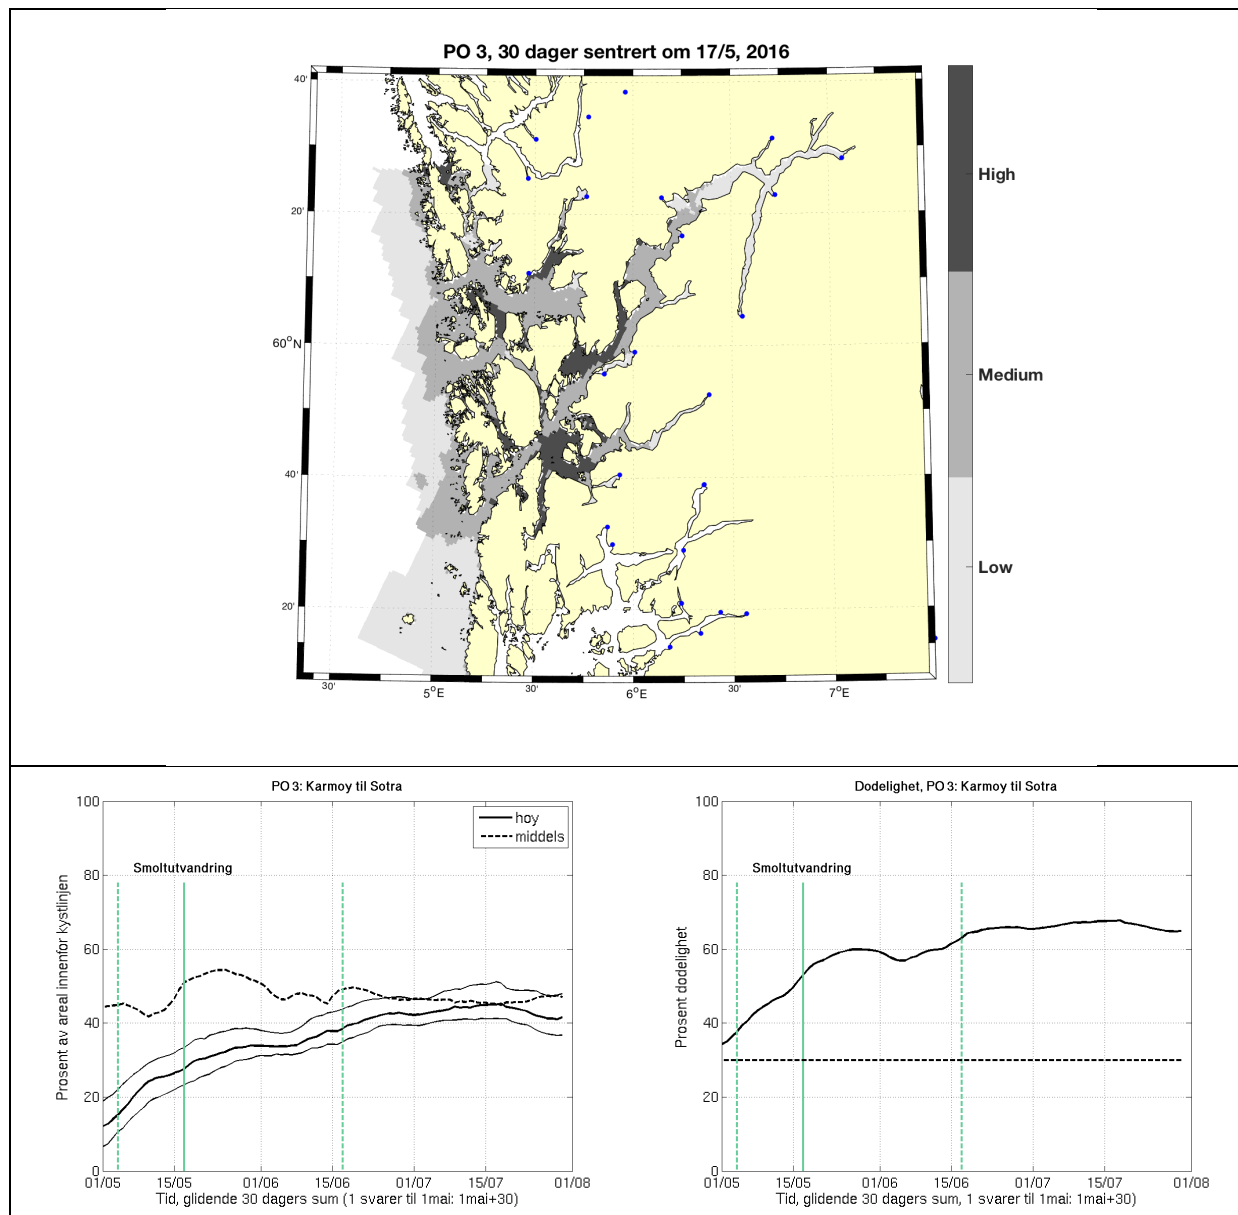 PO 3, 30 dager sentrert om 17/5, 2016
40'
20'
60°N
40'
20'
30'
5°E
30'
6°E
30'
7°E
High
Medium
Low
PO 3: Karmoy til Sotra
hoy
middels
Smoltutvandring
Prosent av areal innenfor kystlinjen
100
80
60
40
20
0
01/05
15/05
01/06
15/06
01/07
15/07
01/08
Tid, glidende 30 dagers sum (1 svarer til 1mai: 1mai+30)
Dodelighet, PO 3: Karmoy til Sotra
Smoltutvandring
Prosent dodelighet
100
80
60
40
20
0
01/05
15/05
01/06
15/06
01/07
15/07
01/08
Tid, glidende 30 dagers sum, 1 svarer til 1mai: 1mai+30)